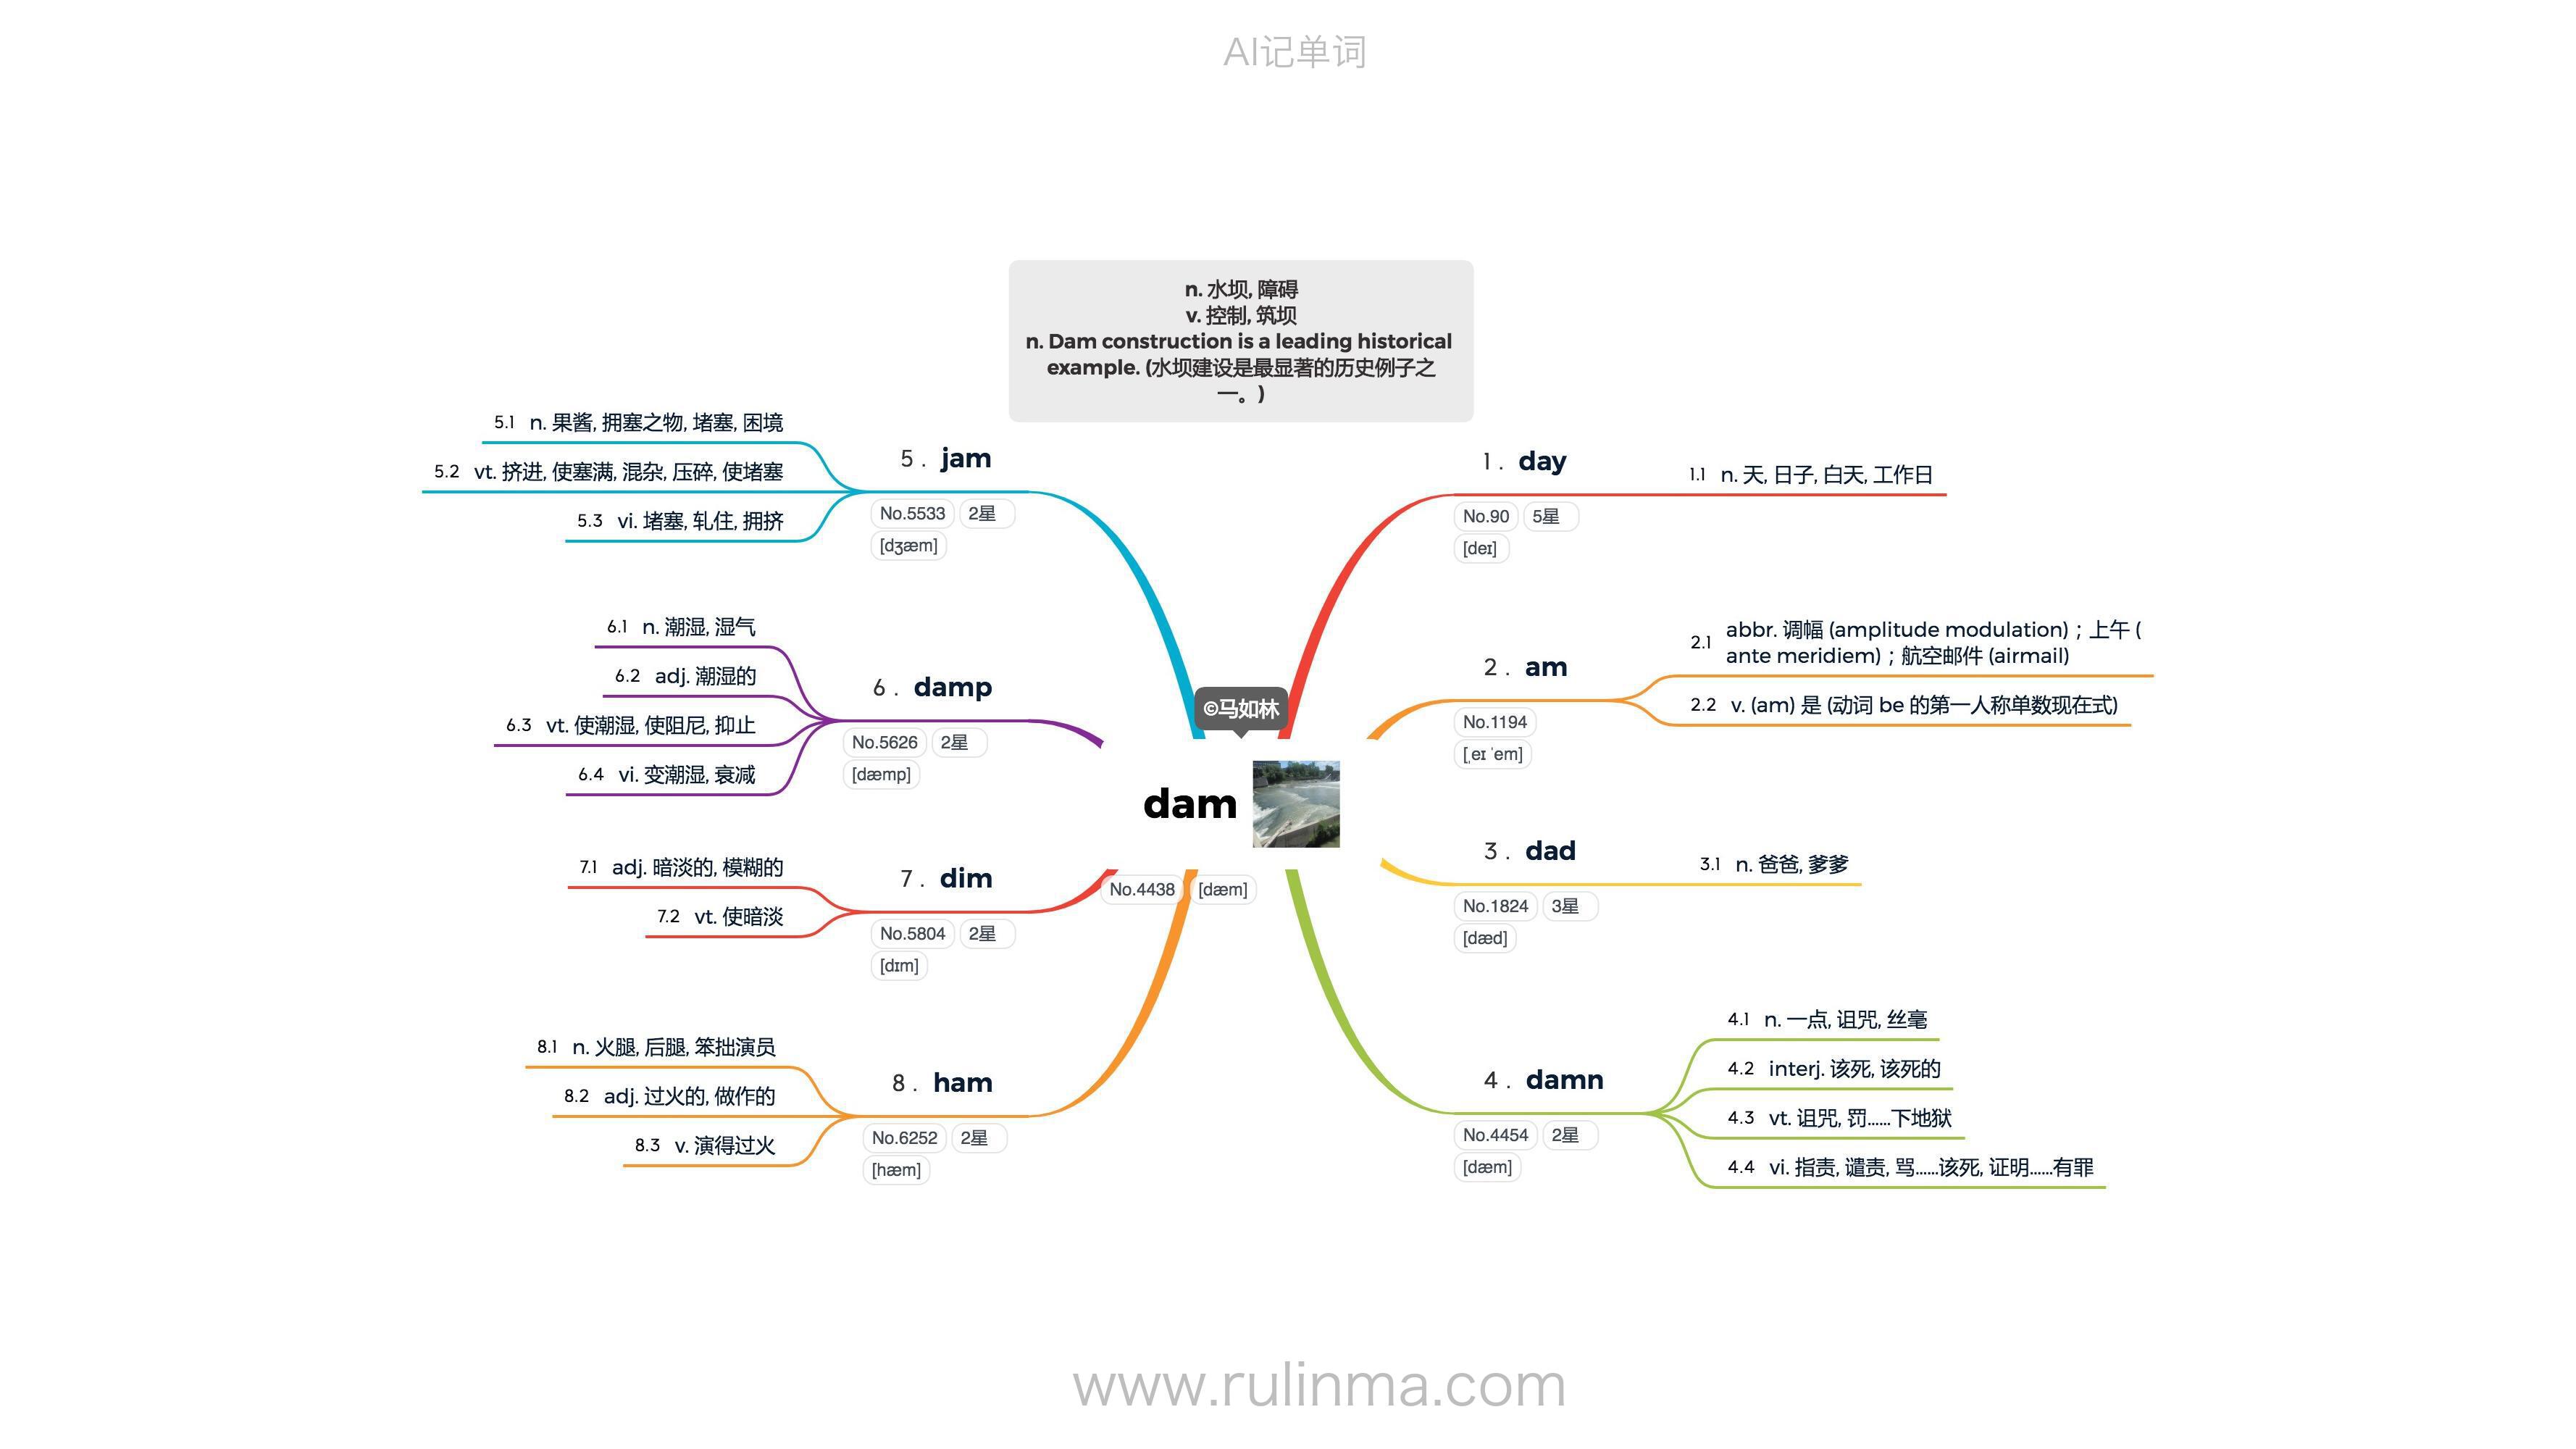 AI记单词
n. 水坝, 障碍
v. 控制, 筑坝
n. Dam construction is a leading historical
example. (水坝建设是最显著的历史例子之
一。)
©马如林
dam
No.4438 [dæm]
1 . day
No.90 5星
[deɪ]
1.1 n. 天, 日子, 白天, 工作日
2 . am
No.1194
[ˌeɪ ˈem]
2.1 abbr. 调幅 (amplitude modulation)；上午 (
ante meridiem)；航空邮件 (airmail)
2.2 v. (am) 是 (动词 be 的第一人称单数现在式)
3 . dad
No.1824 3星
[dæd]
3.1 n. 爸爸, 爹爹
4 . damn
No.4454 2星
[dæm]
4.1 n. 一点, 诅咒, 丝毫
4.2 interj. 该死, 该死的
4.3 vt. 诅咒, 罚……下地狱
4.4 vi. 指责, 谴责, 骂……该死, 证明……有罪
5 . jam
No.5533 2星
[dʒæm]
5.1 n. 果酱, 拥塞之物, 堵塞, 困境
5.2 vt. 挤进, 使塞满, 混杂, 压碎, 使堵塞
5.3 vi. 堵塞, 轧住, 拥挤
6 . damp
No.5626 2星
[dæmp]
6.1 n. 潮湿, 湿气
6.2 adj. 潮湿的
6.3 vt. 使潮湿, 使阻尼, 抑止
6.4 vi. 变潮湿, 衰减
7 . dim
No.5804 2星
[dɪm]
7.1 adj. 暗淡的, 模糊的
7.2 vt. 使暗淡
8 . ham
No.6252 2星
[hæm]
8.1 n. 火腿, 后腿, 笨拙演员
8.2 adj. 过火的, 做作的
8.3 v. 演得过火
www.rulinma.com